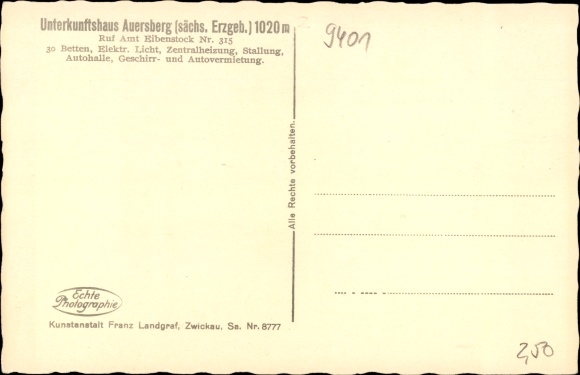 Unterkunftshaus Auersberg (sächs. Erzgeb.) 1020 m
Ruf Amt Eibenstock Nr. 315
30 Betten, Elektr. Licht, Zentralheizung, Stallung,
Autohalle, Geschirr- und Autovermietung.
9401
Alle Rechte vorbehalten.
Echte
Photographie
Kunstanstalt Franz Landgraf, Zwickau, Sa. Nr. 8777
2,50